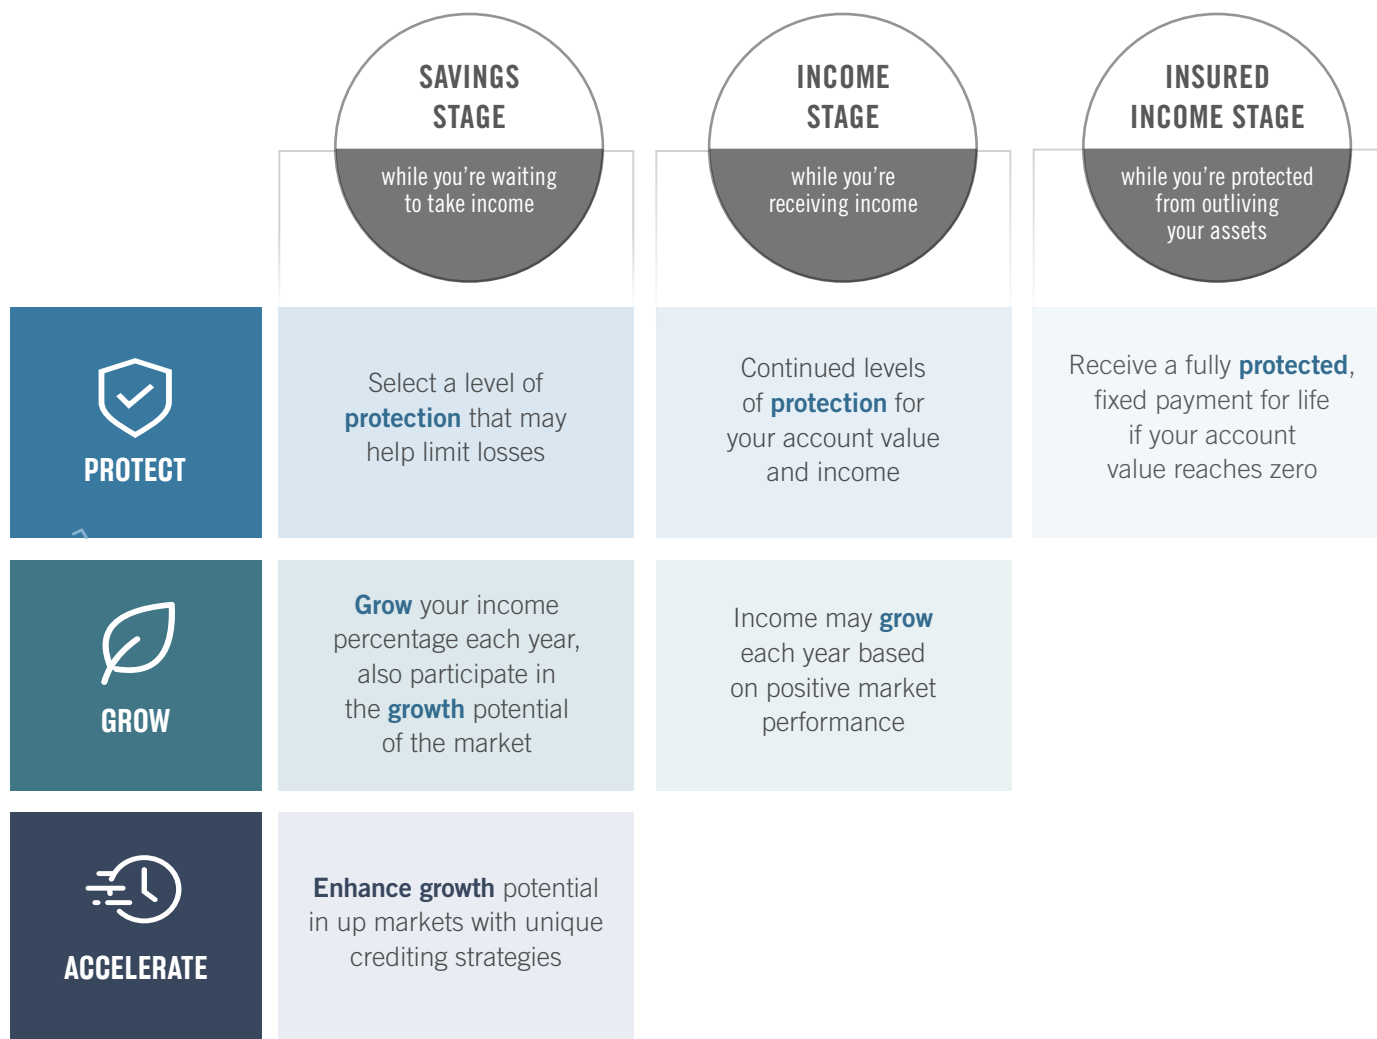 SAVINGS
STAGE
while you're waiting
to take income
INCOME
STAGE
while you're
receiving income
INSURED
INCOME STAGE
while you're protected
from outliving
your assets
PROTECT
Select a level of
protection that may
help limit losses
Continued levels
of protection for
your account value
and income
Receive a fully protected,
fixed payment for life
if your account
value reaches zero
GROW
Grow your income
percentage each year,
also participate in
the growth potential
of the market
Income may grow
each year based
on positive market
performance
ACCELERATE
Enhance growth potential
in up markets with unique
crediting strategies